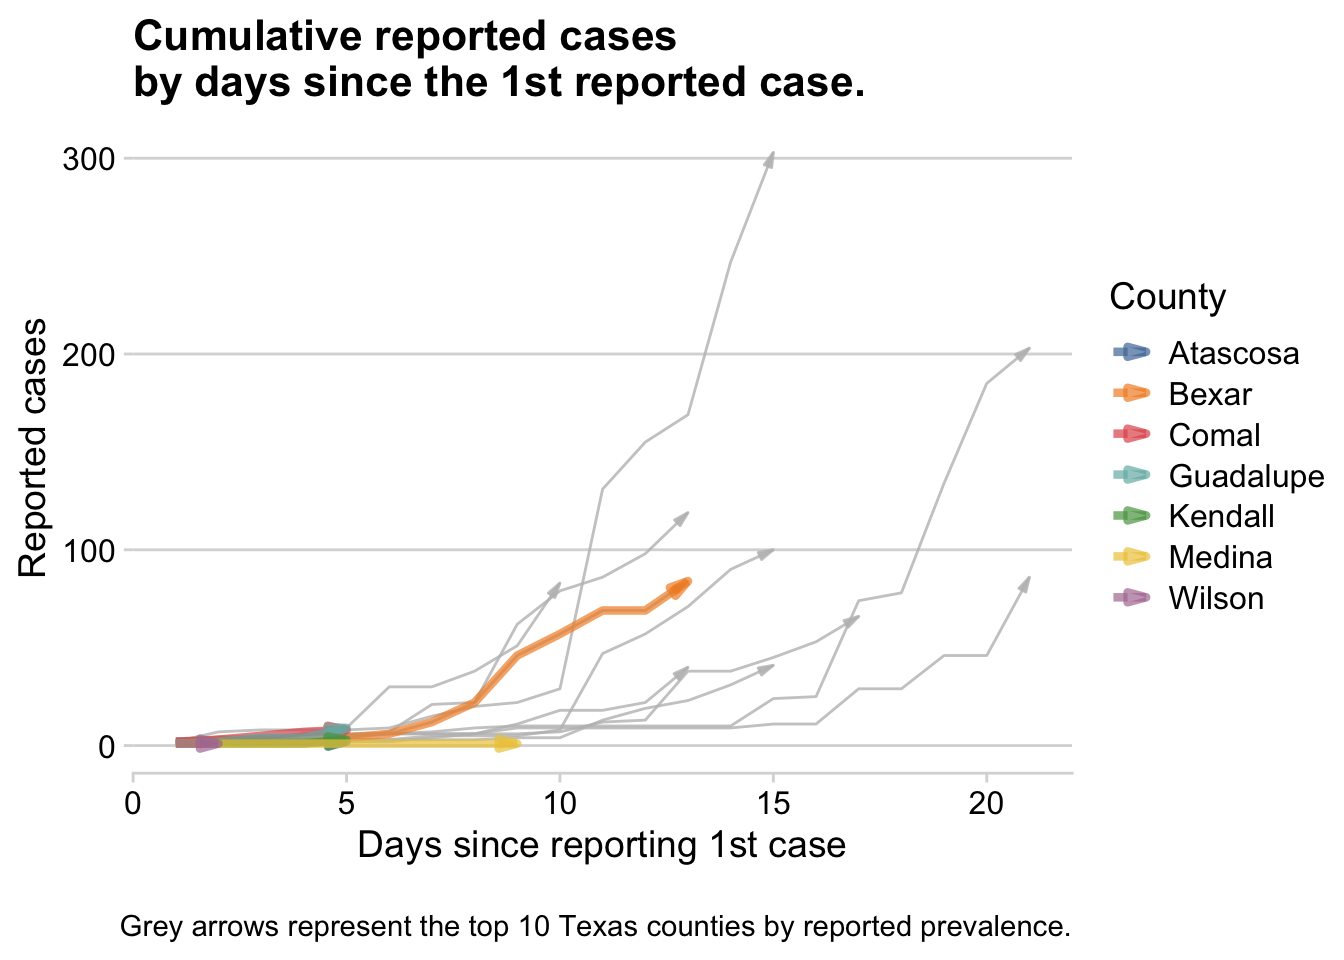 Cumulative reported cases
by days since the 1st reported case.
300
200
100
0
Reported cases
0 5 10 15 20
Days since reporting 1st case
County
Atascosa
Bexar
Comal
Guadalupe
Kendall
Medina
Wilson
Grey arrows represent the top 10 Texas counties by reported prevalence.